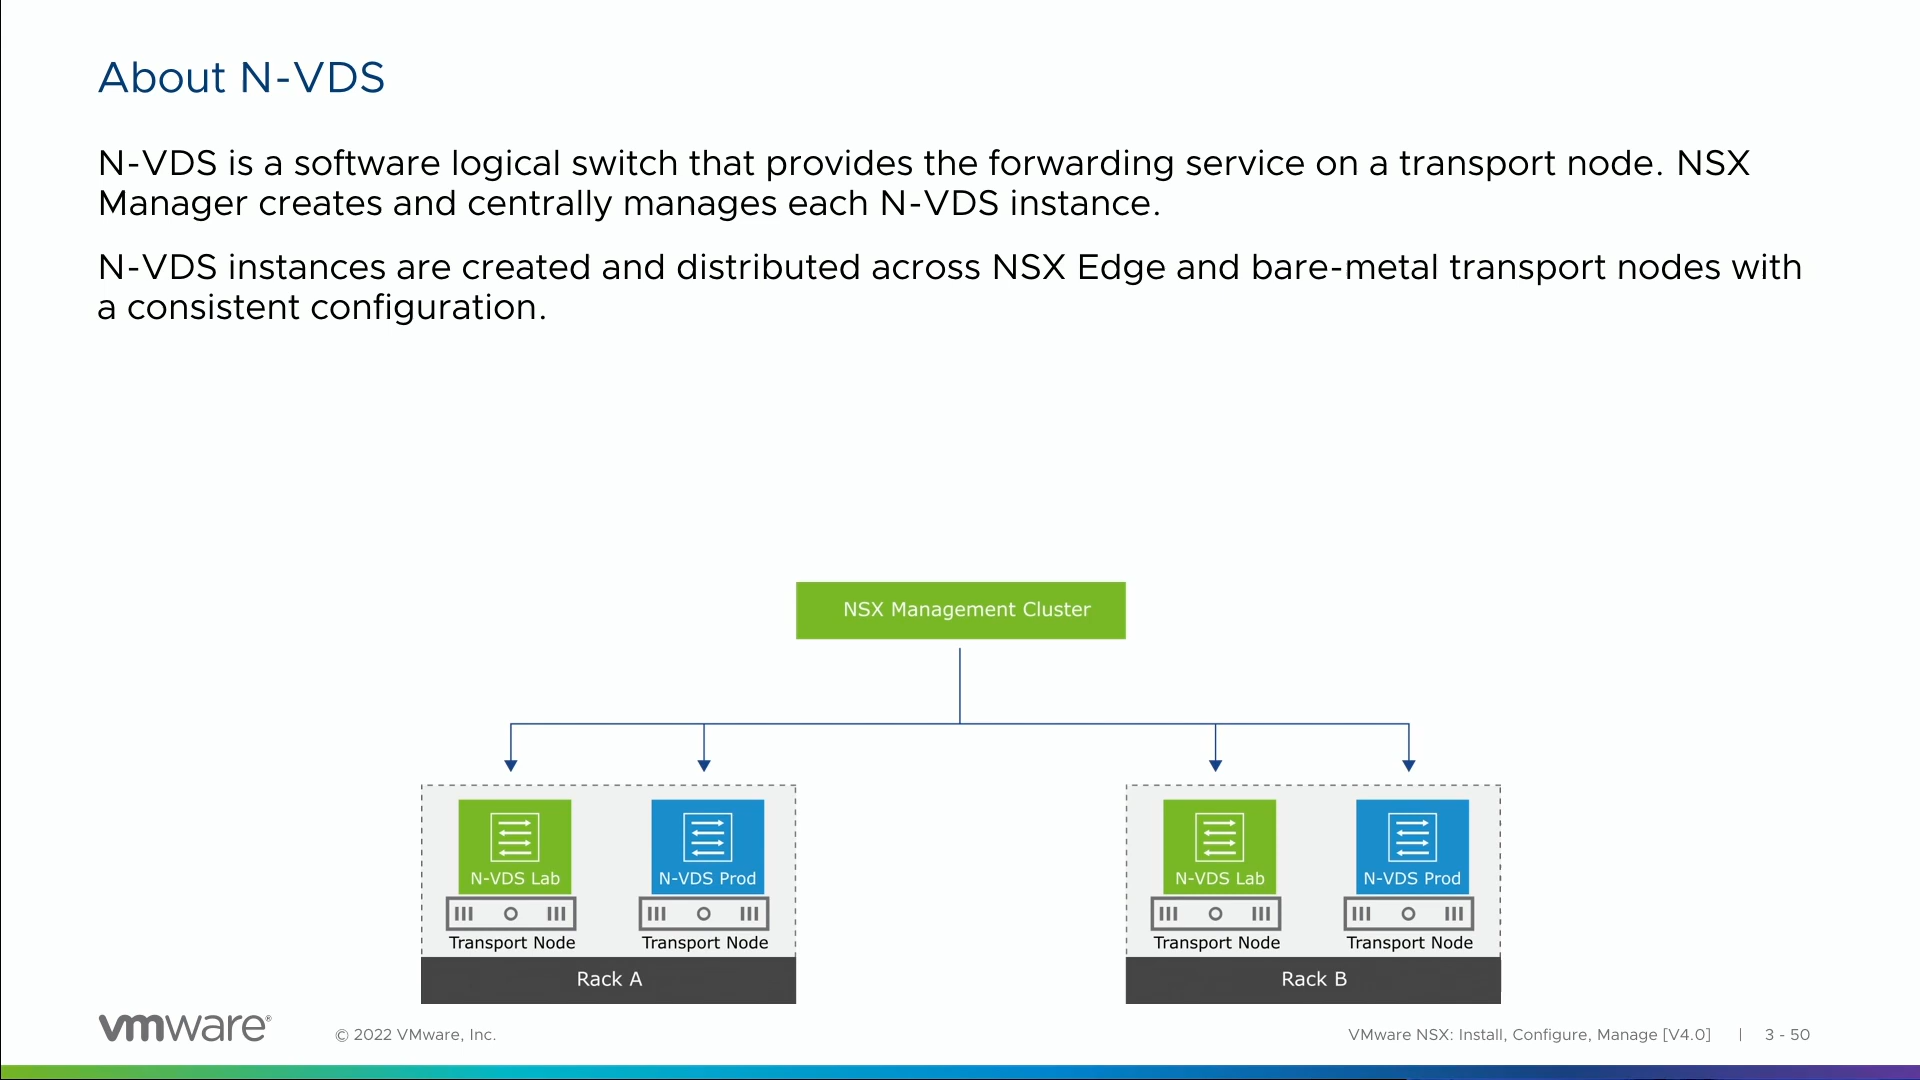 About N-VDS
N-VDS is a software logical switch that provides the forwarding service on a transport node. NSX
Manager creates and centrally manages each N-VDS instance.
N-VDS instances are created and distributed across NSX Edge and bare-metal transport nodes with
a consistent configuration.
NSX Management Cluster
N-VDS Lab
N-VDS Prod
Transport Node
Transport Node
Rack A
N-VDS Lab
N-VDS Prod
Transport Node
Transport Node
Rack B
vmware®
© 2022 VMware, Inc.
VMware NSX: Install, Configure, Manage [V4.0] | 3 - 50